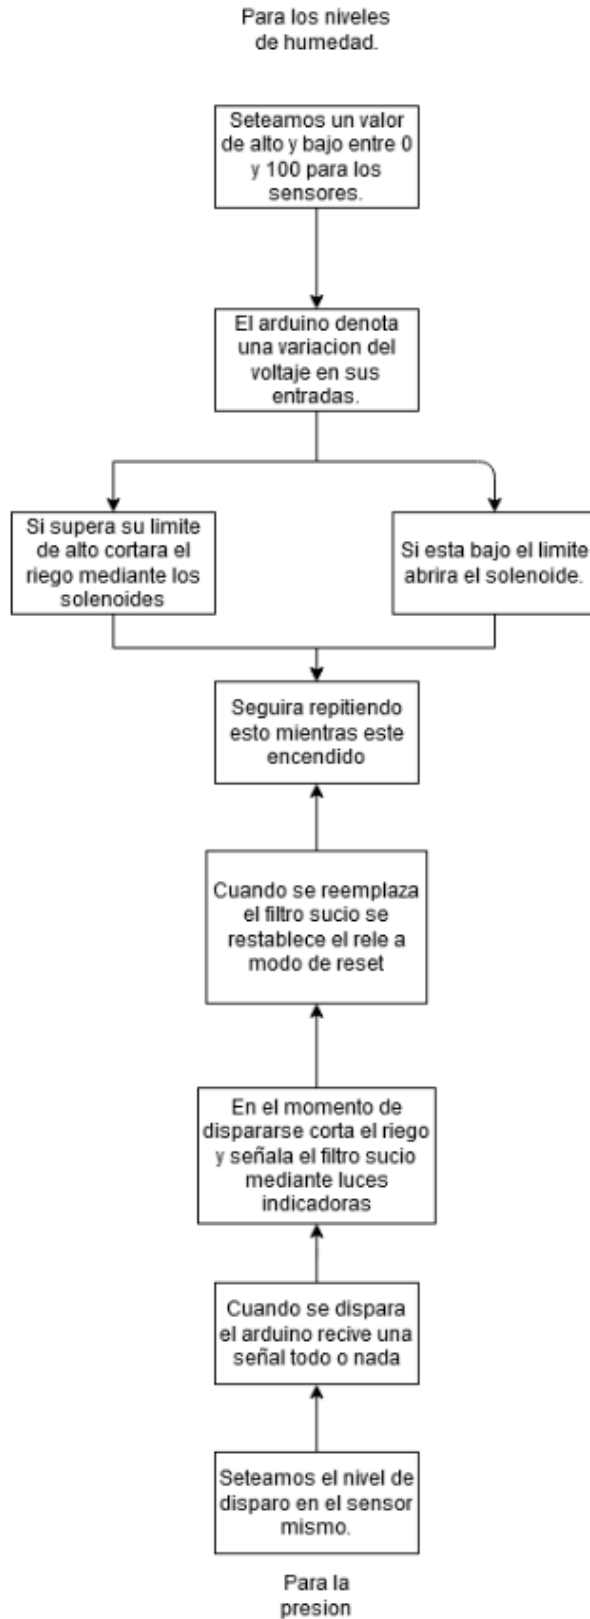 Para los niveles
de humedad.
Seteamos un valor
de alto y bajo entre 0
y 100 para los
sensores.
El arduino denota
una variacion del
voltaje en sus
entradas.
Si supera su limite
de alto cortara el
riego mediante los
solenoides
Si esta bajo el limite
abrira el solenoide.
Seguira repitiendo
esto mientras este
encendido
Cuando se reemplaza
el filtro sucio se
restablece el rele a
modo de reset
En el momento de
dispararse corta el riego
y señala el filtro sucio
mediante luces
indicadoras
Cuando se dispara
el arduino recive una
señal todo o nada
Seteamos el nivel de
disparo en el sensor
mismo.
Para la
presion